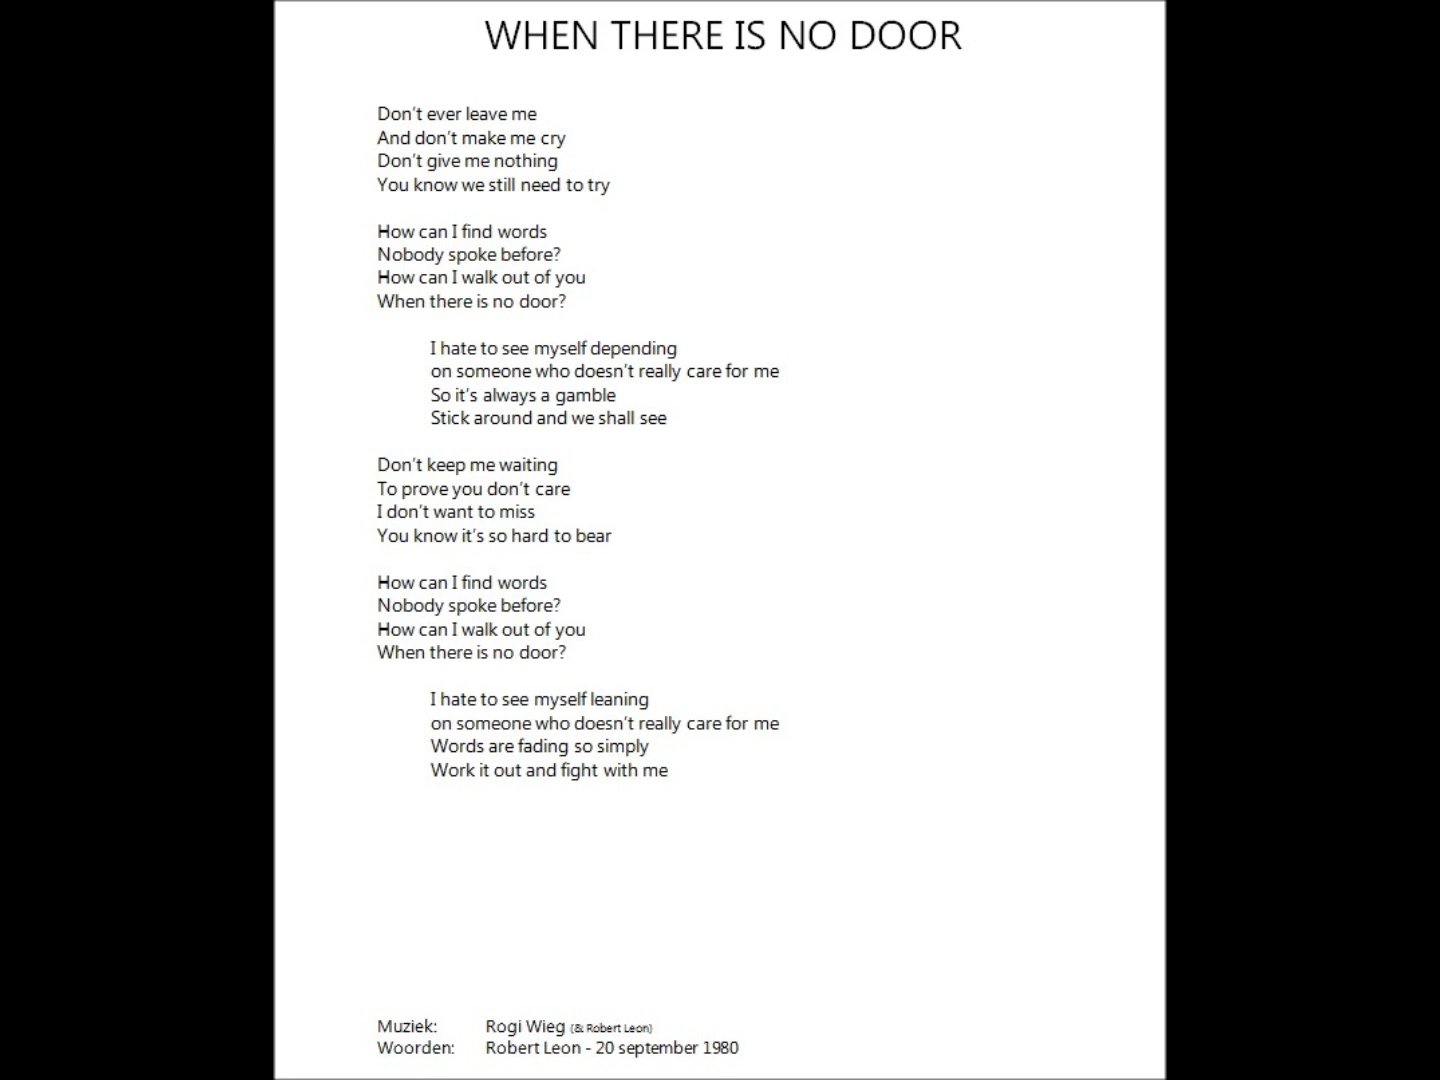 WHEN THERE IS NO DOOR
Don't ever leave me
And don't make me cry
Don't give me nothing
You know we still need to try
How can I find words
Nobody spoke before?
How can I walk out of you
When there is no door?
I hate to see myself depending
on someone who doesn't really care for me
So it's always a gamble
Stick around and we shall see
Don't keep me waiting
To prove you don't care
I don't want to miss
You know it's so hard to bear
How can I find words
Nobody spoke before?
How can I walk out of you
When there is no door?
I hate to see myself leaning
on someone who doesn't really care for me
Words are fading so simply
Work it out and fight with me
Muziek: Rogi Wieg (& Robert Leon)
Woorden: Robert Leon - 20 september 1980